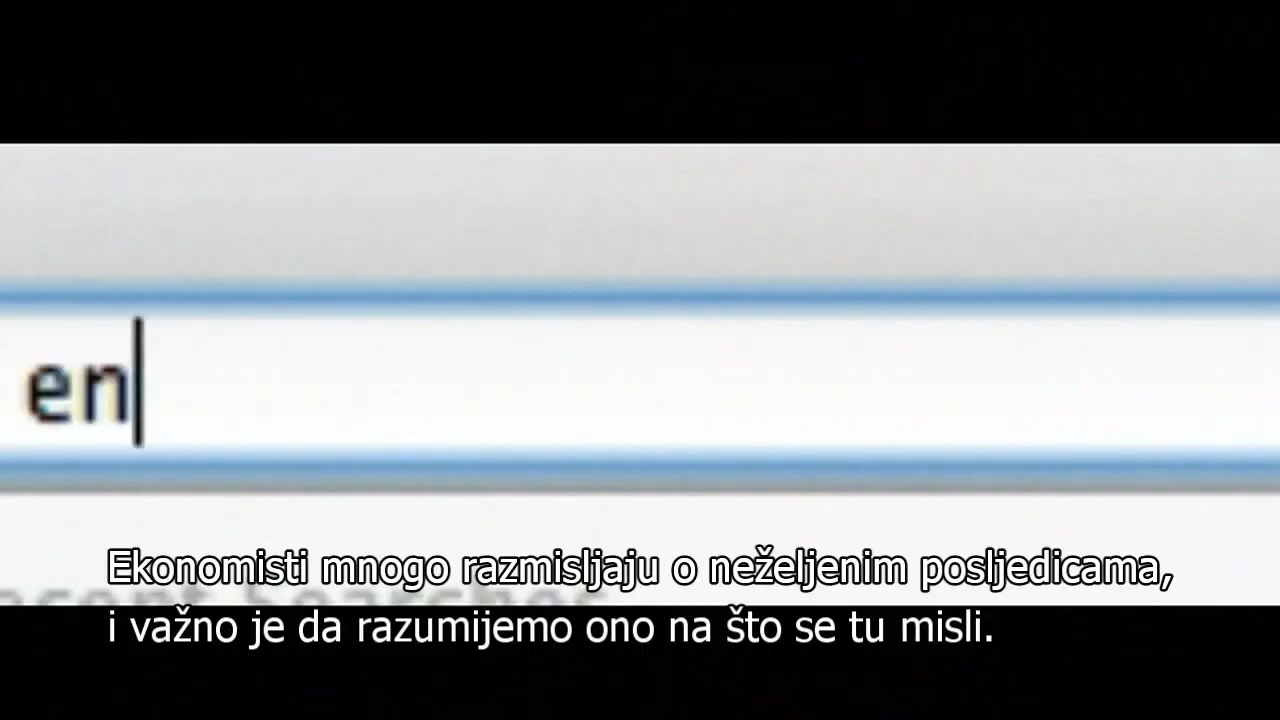 en
Ekonomisti mnogo razmisljaju o neželjenim posljedicama,
i važno je da razumijemo ono na što se tu misli.